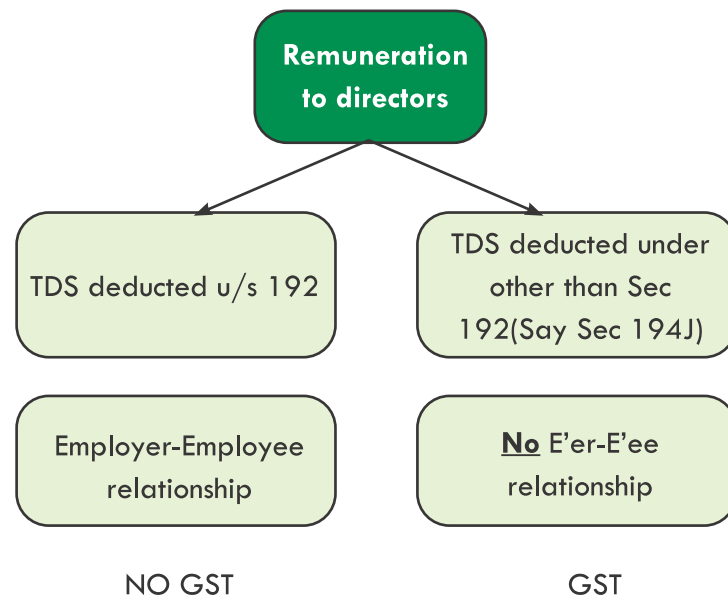 Remuneration
to directors
TDS deducted u/s 192
TDS deducted under
other than Sec
192(Say Sec 194J)
Employer-Employee
relationship
No E'er-E'ee
relationship
NO GST
GST